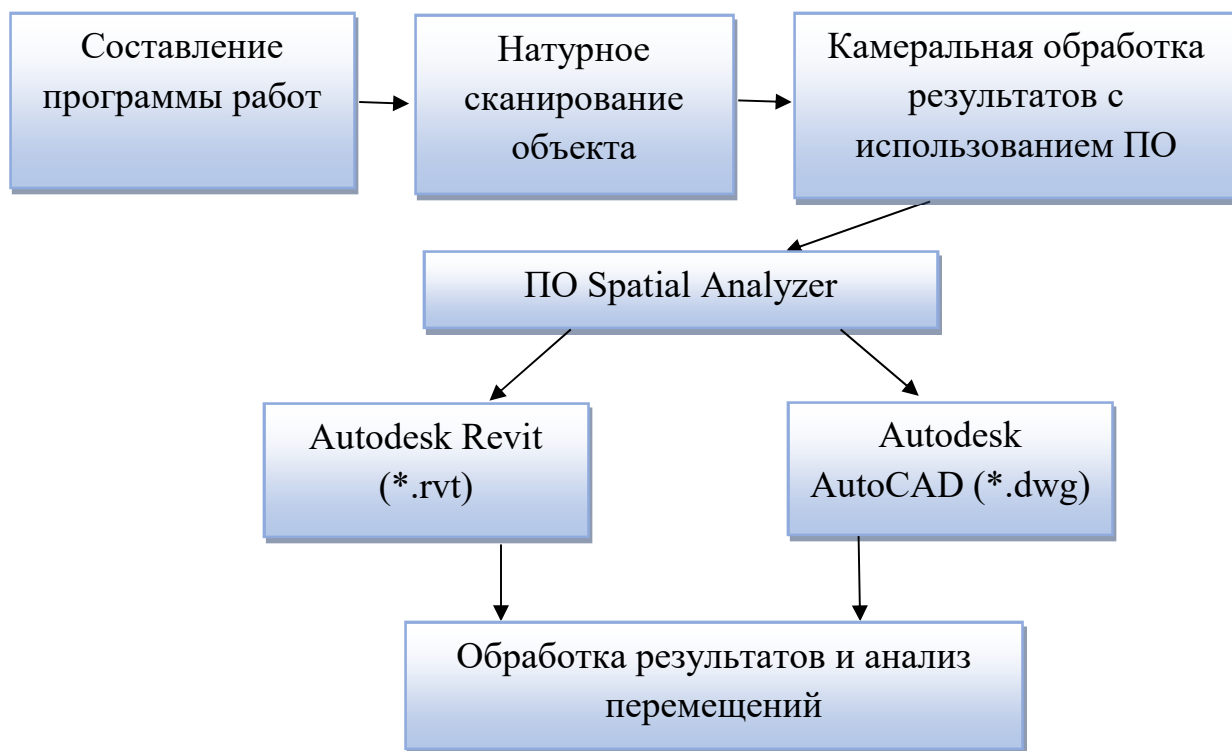 Составление
программы работ
Натурное
сканирование
объекта
Камеральная обработка
результатов с
использованием ПО
ПО Spatial Analyzer
Autodesk Revit
(*.rvt)
Autodesk
AutoCAD (*.dwg)
Обработка результатов и анализ
перемещений